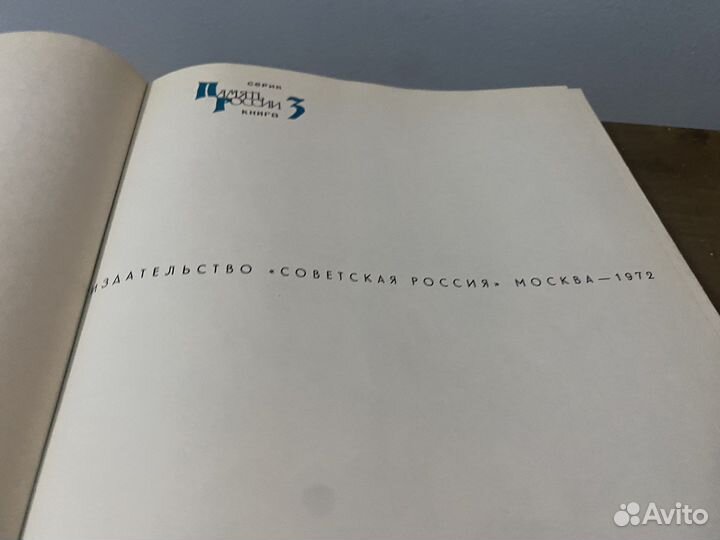 серия
Память
России 3
книга
ИЗДАТЕЛЬСТВО «СОВЕТСКАЯ РОССИЯ» МОСКВА—1972
Avito